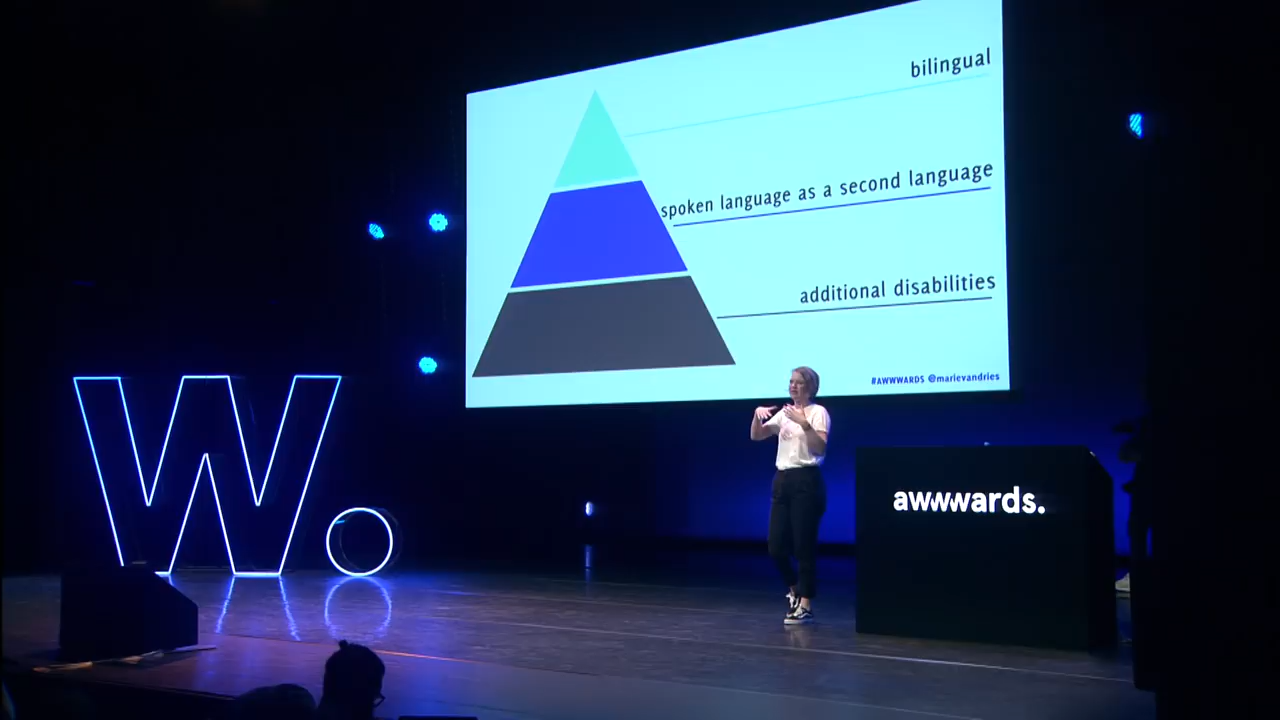 bilingual
spoken language as a second language
additional disabilities
#AWWWARDS @marievandries
W.
awwwards.